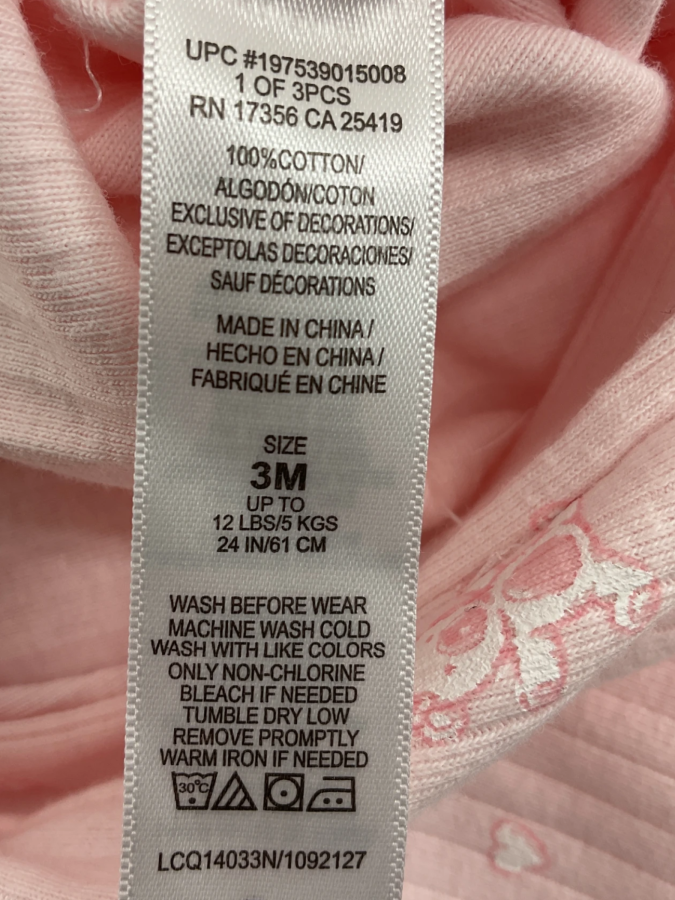 UPC #197539015008
1 OF 3PCS
RN 17356 CA 25419
100%COTTON/
ALGODÓN/COTON
EXCLUSIVE OF DECORATIONS/
EXCEPTOLAS DECORACIONES/
SAUF DÉCORATIONS
MADE IN CHINA/
HECHO EN CHINA/
FABRIQUÉ EN CHINE
SIZE
3M
UP TO
12 LBS/5 KGS
24 IN/61 CM
WASH BEFORE WEAR
MACHINE WASH COLD
WASH WITH LIKE COLORS
ONLY NON-CHLORINE
BLEACH IF NEEDED
TUMBLE DRY LOW
REMOVE PROMPTLY
WARM IRON IF NEEDED
30°C
LCQ14033N/1092127